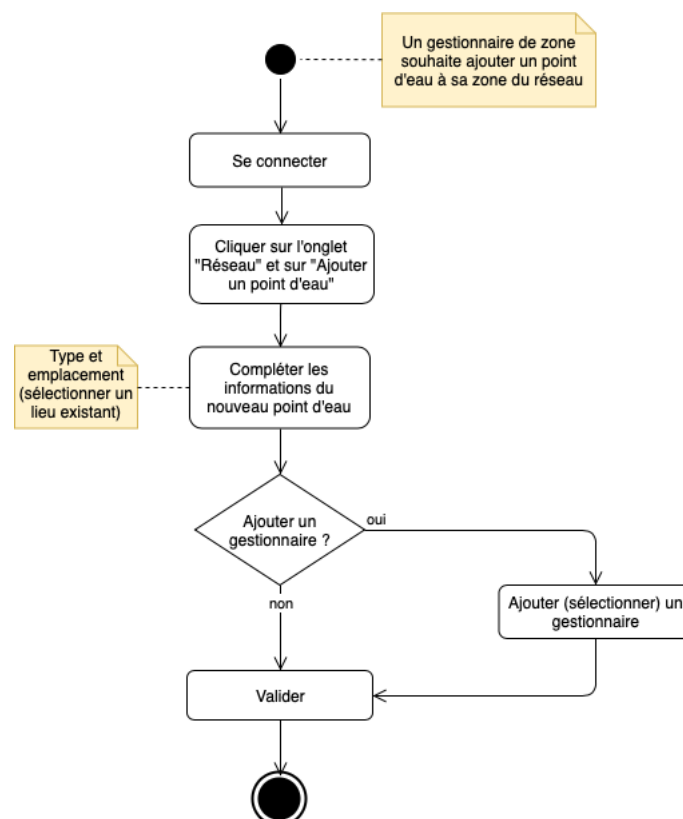 Un gestionnaire de zone
souhaite ajouter un point
d'eau à sa zone du réseau
Se connecter
Cliquer sur l'onglet
"Réseau" et sur "Ajouter
un point d'eau"
Type et
emplacement
(sélectionner un
lieu existant)
Compléter les
informations du
nouveau point d'eau
Ajouter un
gestionnaire ?
oui
non
Ajouter (sélectionner) un
gestionnaire
Valider